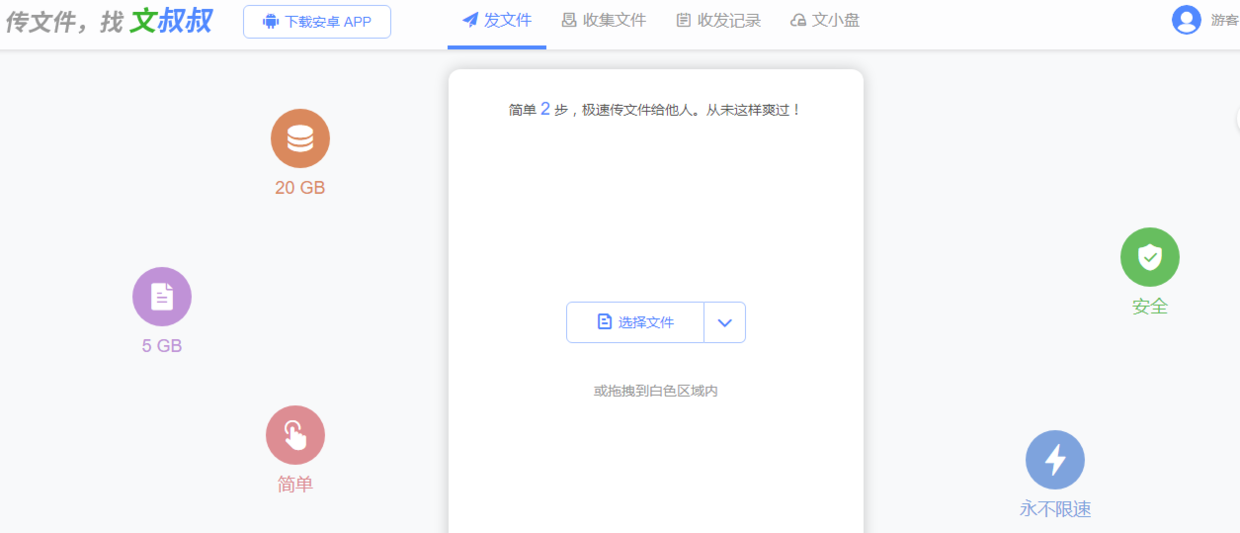 传文件，找 文叔叔
下载安卓 APP
发文件
收集文件
收发记录
文小盘
游客
简单 2 步，极速传文件给他人。从未这样爽过！
20 GB
5 GB
简单
选择文件
或拖拽到白色区域内
安全
永不限速